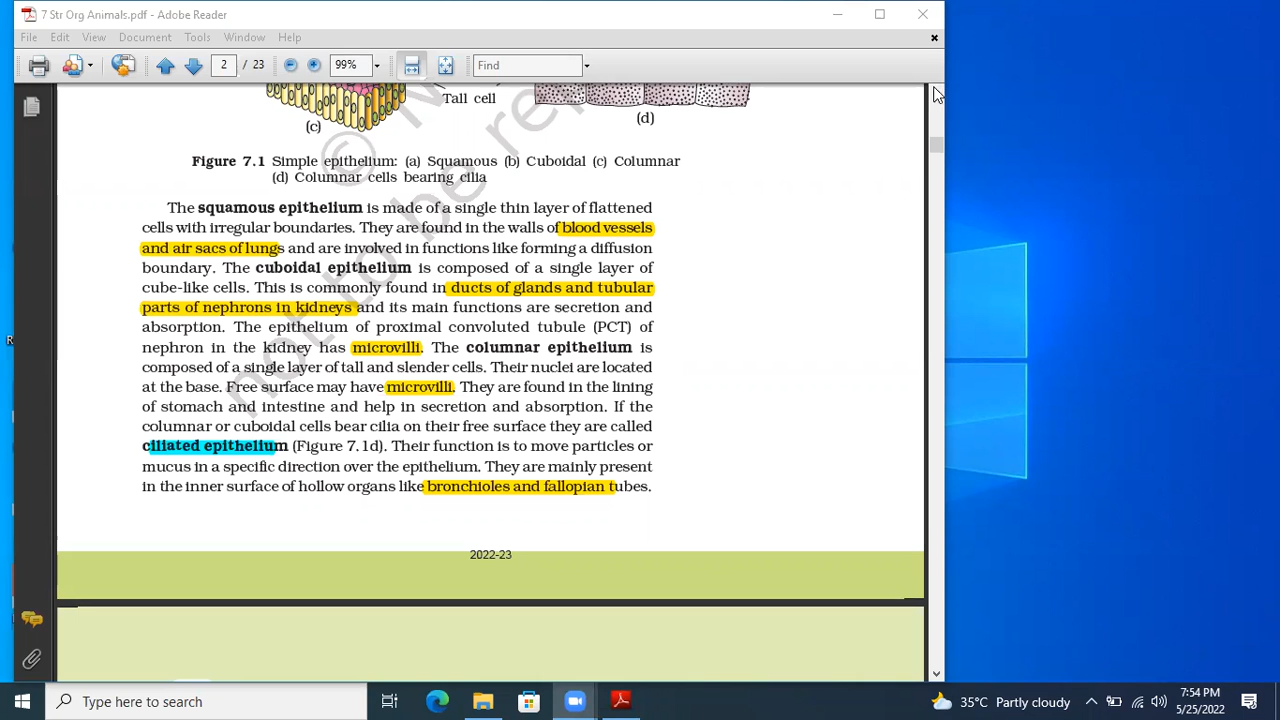 7 Str Org Animals.pdf - Adobe Reader
File Edit View Document Tools Window Help
2 / 23 99% Find
Tall cell
(c)
(d)
Figure 7.1 Simple epithelium: (a) Squamous (b) Cuboidal (c) Columnar
(d) Columnar cells bearing cilia
The squamous epithelium is made of a single thin layer of flattened
cells with irregular boundaries. They are found in the walls of blood vessels
and air sacs of lungs and are involved in functions like forming a diffusion
boundary. The cuboidal epithelium is composed of a single layer of
cube-like cells. This is commonly found in ducts of glands and tubular
parts of nephrons in kidneys and its main functions are secretion and
absorption. The epithelium of proximal convoluted tubule (PCT) of
nephron in the kidney has microvilli. The columnar epithelium is
composed of a single layer of tall and slender cells. Their nuclei are located
at the base. Free surface may have microvilli. They are found in the lining
of stomach and intestine and help in secretion and absorption. If the
columnar or cuboidal cells bear cilia on their free surface they are called
ciliated epithelium (Figure 7.1d). Their function is to move particles or
mucus in a specific direction over the epithelium. They are mainly present
in the inner surface of hollow organs like bronchioles and fallopian tubes.
2022-23
© N
not to be re
Type here to search
35°C Partly cloudy
7:54 PM
5/25/2022